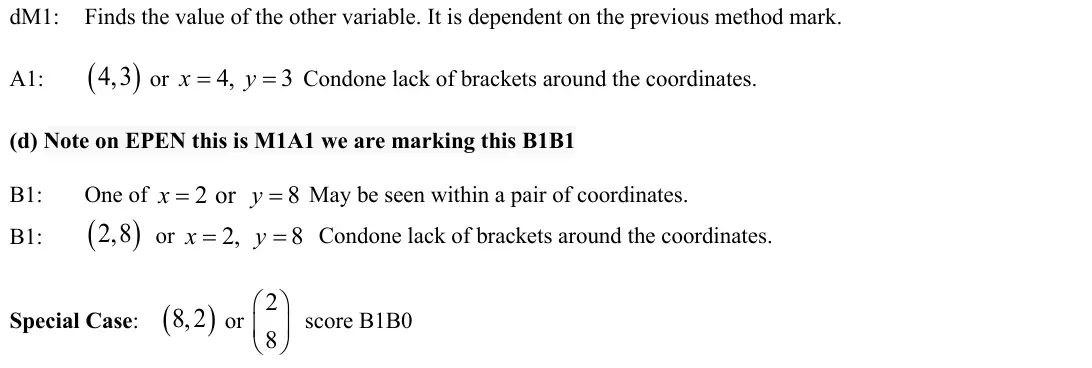 dM1: Finds the value of the other variable. It is dependent on the previous method mark.
A1: (4,3) or x = 4, y = 3 Condone lack of brackets around the coordinates.
(d) Note on EPEN this is M1A1 we are marking this B1B1
B1: One of x = 2 or y = 8 May be seen within a pair of coordinates.
B1: (2,8) or x = 2, y = 8 Condone lack of brackets around the coordinates.
Special Case: (8,2) or (2
8) score B1B0